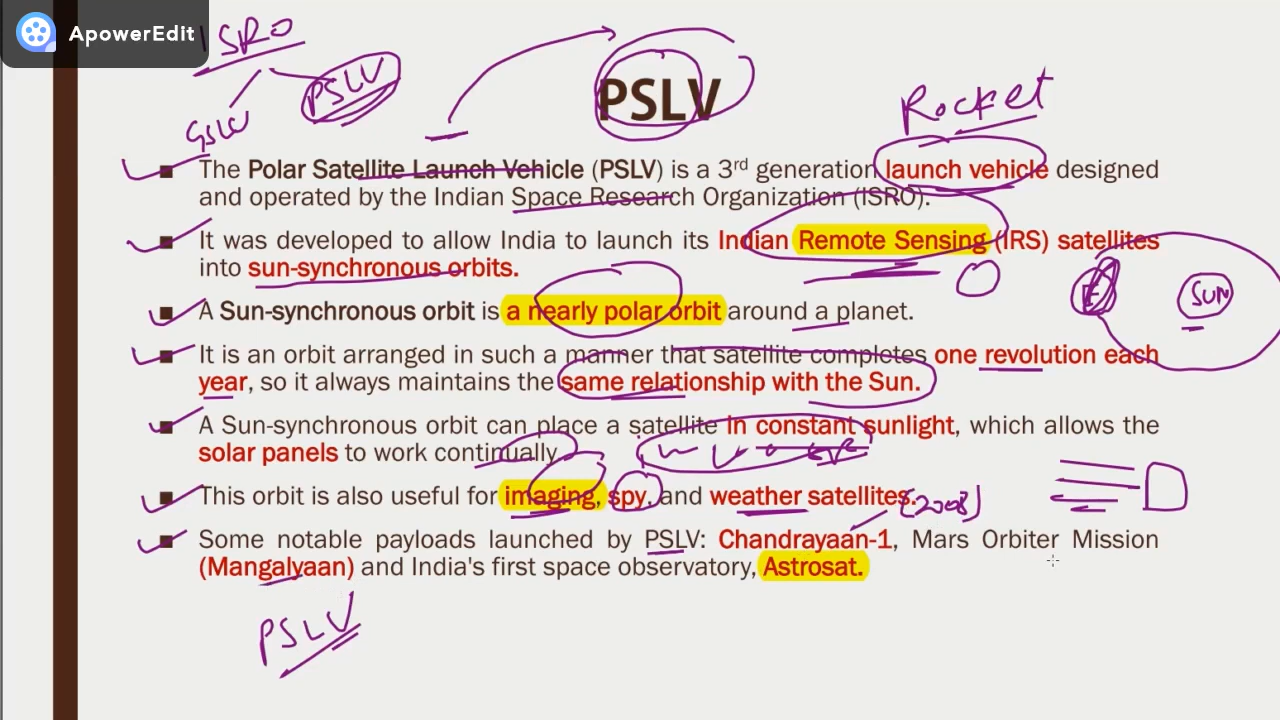 ApowerEdit
ISRO
GSLV
PSLV
PSLV
Rocket
■ The Polar Satellite Launch Vehicle (PSLV) is a 3rd generation launch vehicle designed
and operated by the Indian Space Research Organization (ISRO).
■ It was developed to allow India to launch its Indian Remote Sensing (IRS) satellites
into sun-synchronous orbits.
E
SUN
■ A Sun-synchronous orbit is a nearly polar orbit around a planet.
■ It is an orbit arranged in such a manner that satellite completes one revolution each
year, so it always maintains the same relationship with the Sun.
■ A Sun-synchronous orbit can place a satellite in constant sunlight, which allows the
solar panels to work continually.
■ This orbit is also useful for imaging, spy, and weather satellites.
(2008)
■ Some notable payloads launched by PSLV: Chandrayaan-1, Mars Orbiter Mission
(Mangalyaan) and India's first space observatory, Astrosat.
PSLV